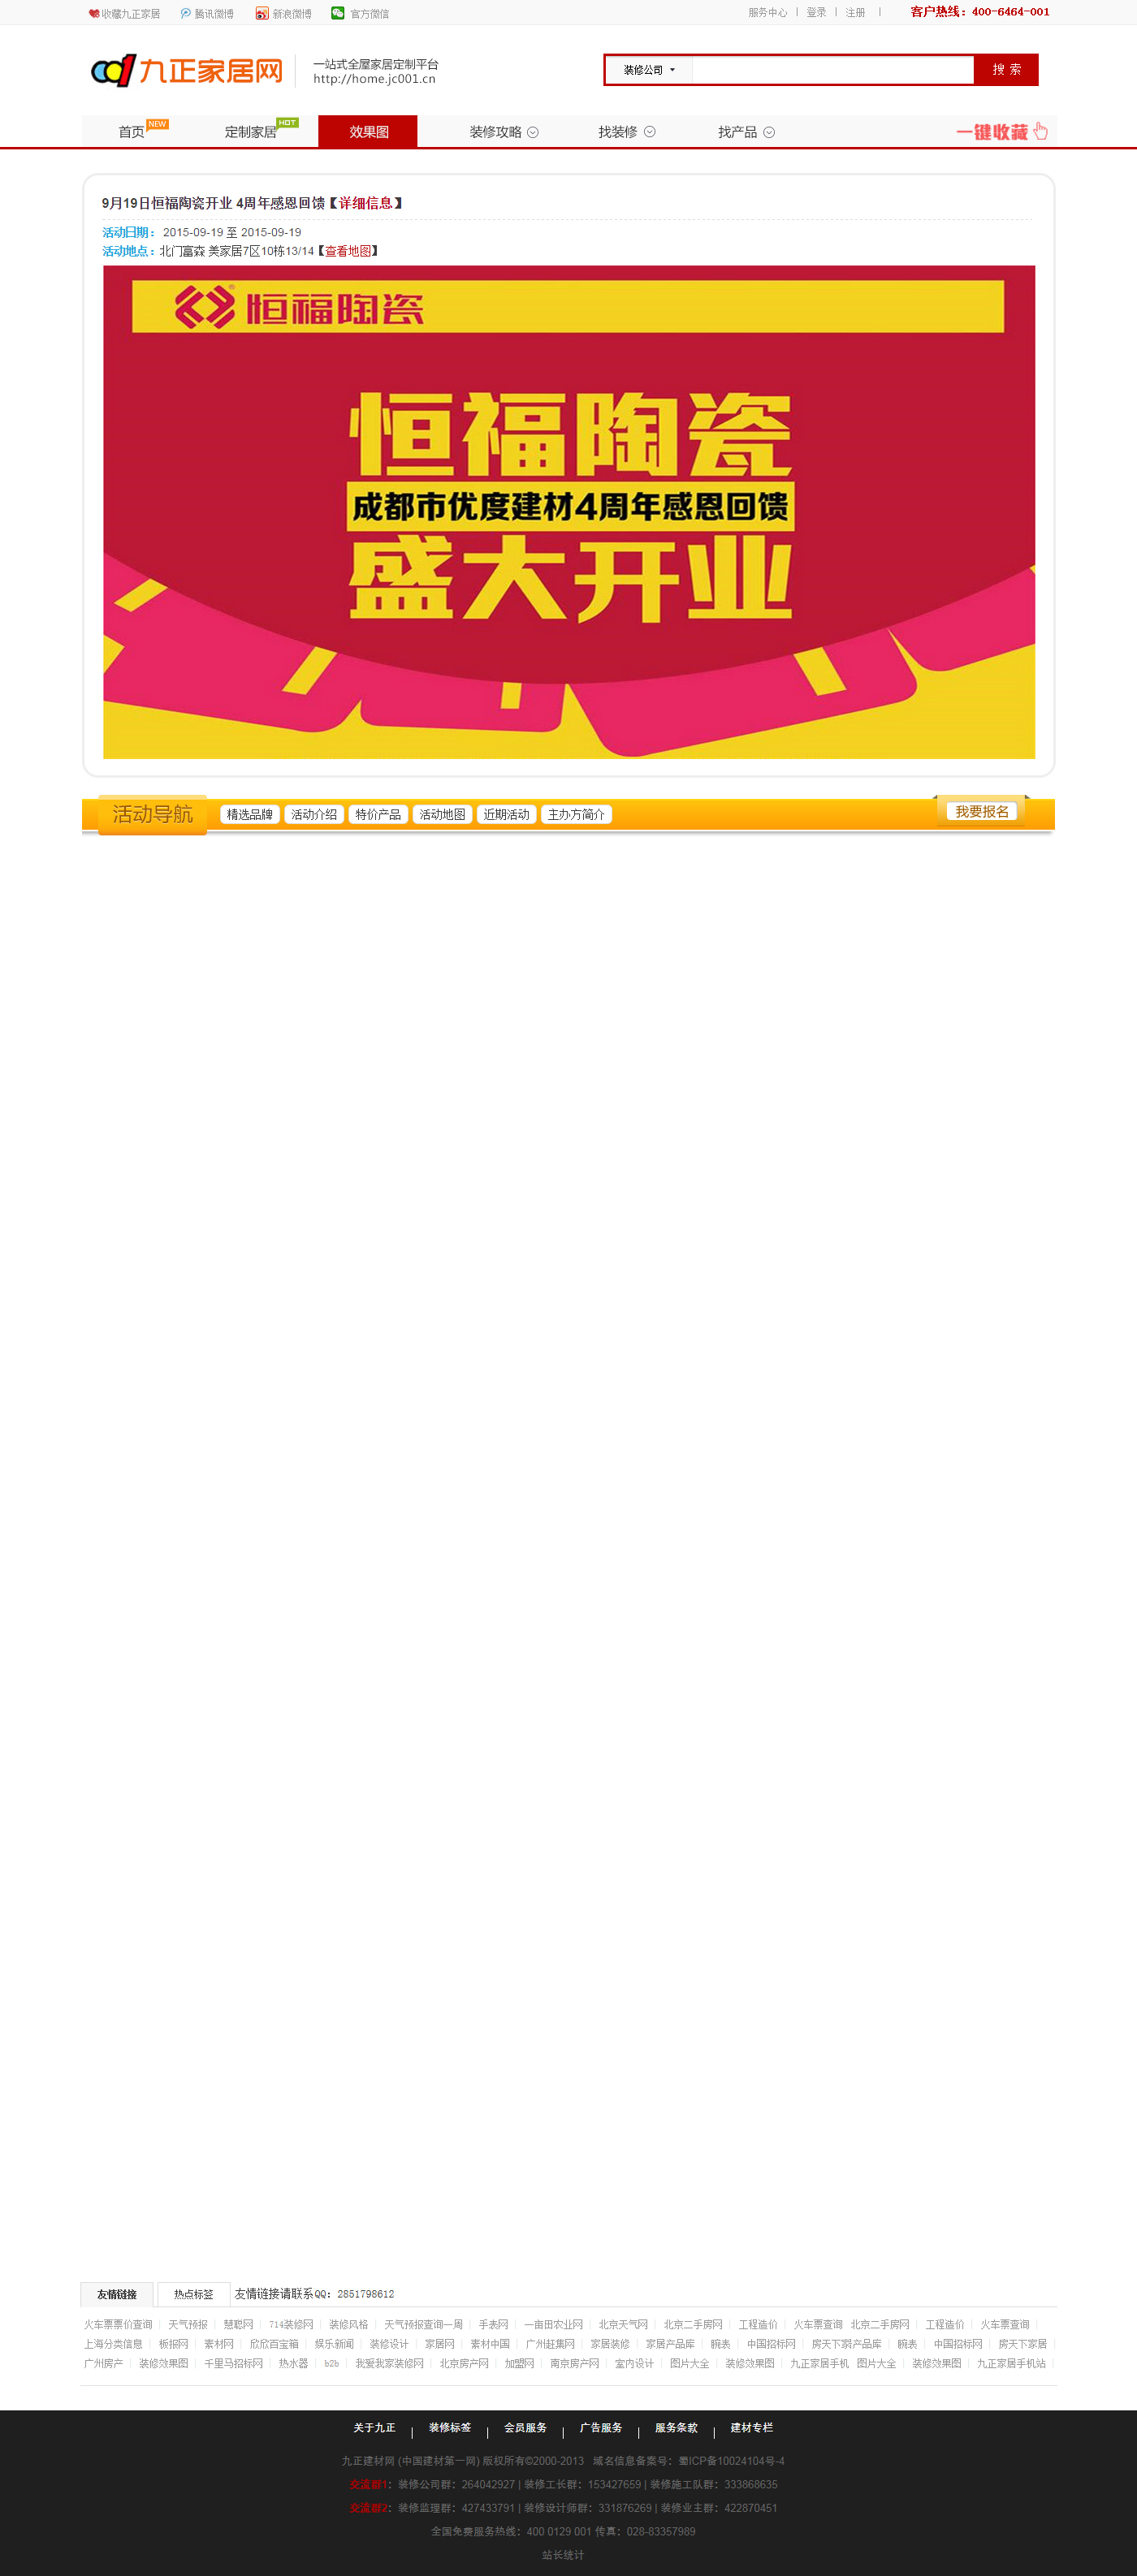 收藏九正家居 腾讯微博 新浪微博 官方微信 服务中心 | 登录 | 注册 | 客户热线：400-6464-001
九正家居网 一站式全屋家居定制平台
http://home.jc001.cn
装修公司 搜 索
首页 NEW 定制家居 HOT 效果图 装修攻略 找装修 找产品 一键收藏
9月19日恒福陶瓷开业 4周年感恩回馈【详细信息】
活动日期： 2015-09-19 至 2015-09-19
活动地点：北门富森 美家居7区10栋13/14【查看地图】
恒福陶瓷
恒福陶瓷
成都市优度建材4周年感恩回馈
盛大开业
活动导航 精选品牌 活动介绍 特价产品 活动地图 近期活动 主办方简介 我要报名
友情链接 热点标签 友情链接请联系QQ：2851798612
火车票票价查询 | 天气预报 | 慧聪网 | 714装修网 | 装修风格 | 天气预报查询一周 | 手表网 | 一亩田农业网 | 北京天气网 | 北京二手房网 | 工程造价 | 火车票查询 北京二手房网 | 工程造价 | 火车票查询 |
上海分类信息 | 板报网 | 素材网 | 欣欣百宝箱 | 娱乐新闻 | 装修设计 | 家居网 | 素材中国 | 广州赶集网 | 家居装修 | 家居产品库 | 腕表 | 中国招标网 | 房天下家 产品库 | 腕表 | 中国招标网 | 房天下家居 |
广州房产 | 装修效果图 | 千里马招标网 | 热水器 | b2b | 我爱我家装修网 | 北京房产网 | 加盟网 | 南京房产网 | 室内设计 | 图片大全 | 装修效果图 | 九正家居手机 图片大全 | 装修效果图 | 九正家居手机站 |
关于九正 | 装修标签 | 会员服务 | 广告服务 | 服务条款 | 建材专栏
九正建材网 (中国建材第一网) 版权所有©2000-2013 域名信息备案号：蜀ICP备10024104号-4
交流群1：装修公司群：264042927 | 装修工长群：153427659 | 装修施工队群：333868635
交流群2：装修监理群：427433791 | 装修设计师群：331876269 | 装修业主群：422870451
全国免费服务热线：400 0129 001 传真：028-83357989
站长统计